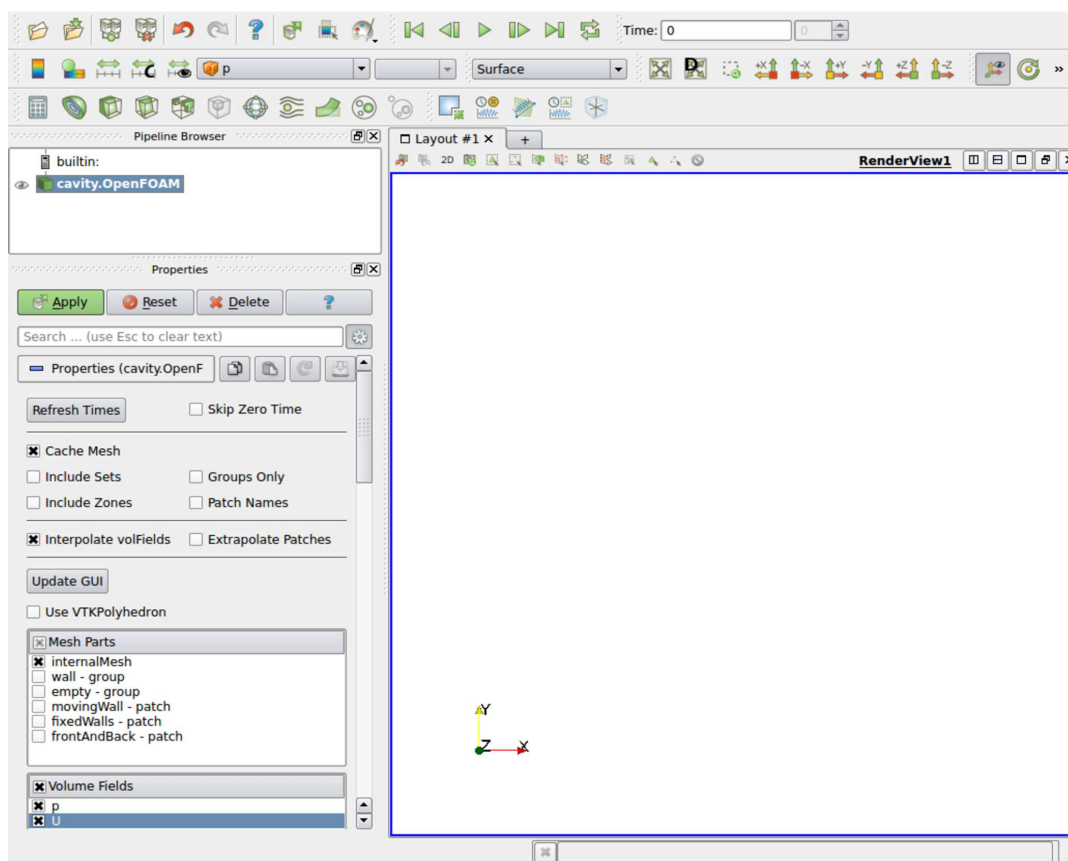 Time: 0 0
p Surface
+X -X +Y -Y +Z -Z »
Pipeline Browser
Layout #1 +
builtin:
2D RenderView1
cavity.OpenFOAM
Properties
Apply Reset Delete ?
Search ... (use Esc to clear text)
Properties (cavity.OpenF
Refresh Times Skip Zero Time
Cache Mesh
Include Sets Groups Only
Include Zones Patch Names
Interpolate volFields Extrapolate Patches
Update GUI
Use VTKPolyhedron
Mesh Parts
internalMesh
wall - group
empty - group
movingWall - patch
fixedWalls - patch
frontAndBack - patch
Y
Z X
Volume Fields
p
U